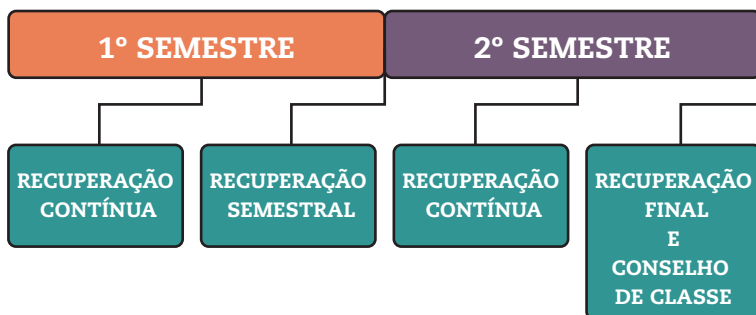 1º SEMESTRE
2º SEMESTRE
RECUPERAÇÃO
CONTÍNUA
RECUPERAÇÃO
SEMESTRAL
RECUPERAÇÃO
CONTÍNUA
RECUPERAÇÃO
FINAL
E
CONSELHO
DE CLASSE